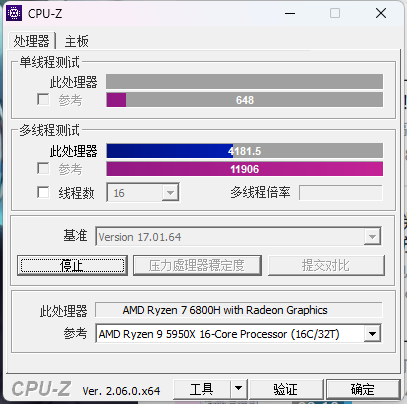 CPU-Z
处理器 主板
单线程测试
此处理器
参考 648
多线程测试
此处理器 4181.5
参考 11906
线程数 16 多线程倍率
基准 Version 17.01.64
停止 压力處理器穩定度 提交对比
此处理器 AMD Ryzen 7 6800H with Radeon Graphics
参考 AMD Ryzen 9 5950X 16-Core Processor (16C/32T)
CPU-Z Ver. 2.06.0.x64 工具 验证 确定